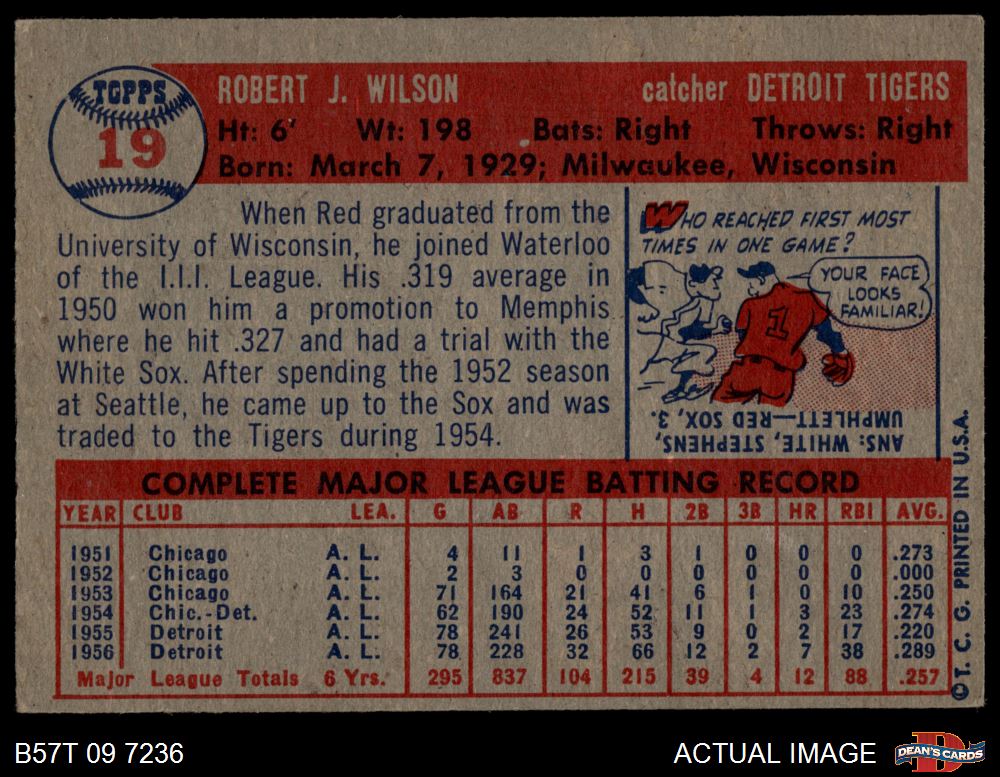 TOPPS
19
ROBERT J. WILSON catcher DETROIT TIGERS
Ht: 6' Wt: 198 Bats: Right Throws: Right
Born: March 7, 1929; Milwaukee, Wisconsin
When Red graduated from the
University of Wisconsin, he joined Waterloo
of the I.I.I. League. His .319 average in
1950 won him a promotion to Memphis
where he hit .327 and had a trial with the
White Sox. After spending the 1952 season
at Seattle, he came up to the Sox and was
traded to the Tigers during 1954.
WHO REACHED FIRST MOST
TIMES IN ONE GAME?
YOUR FACE
LOOKS
FAMILIAR!
1
ANS: WHITE, STEPHENS,
UMPHLETT—RED SOX, 3.
COMPLETE MAJOR LEAGUE BATTING RECORD
YEAR CLUB LEA. G AB R H 2B 3B HR RBI AVG.
1951 Chicago A. L. 4 11 1 3 1 0 0 0 .273
1952 Chicago A. L. 2 3 0 0 0 0 0 0 .000
1953 Chicago A. L. 71 164 21 41 6 1 0 10 .250
1954 Chic.-Det. A. L. 62 190 24 52 11 1 3 23 .274
1955 Detroit A. L. 78 241 26 53 9 0 2 17 .220
1956 Detroit A. L. 78 228 32 66 12 2 7 38 .289
Major League Totals 6 Yrs. 295 837 104 215 39 4 12 88 .257
©T. C. G. PRINTED IN U.S.A.
B57T 09 7236 ACTUAL IMAGE
D
DEAN'S CARDS